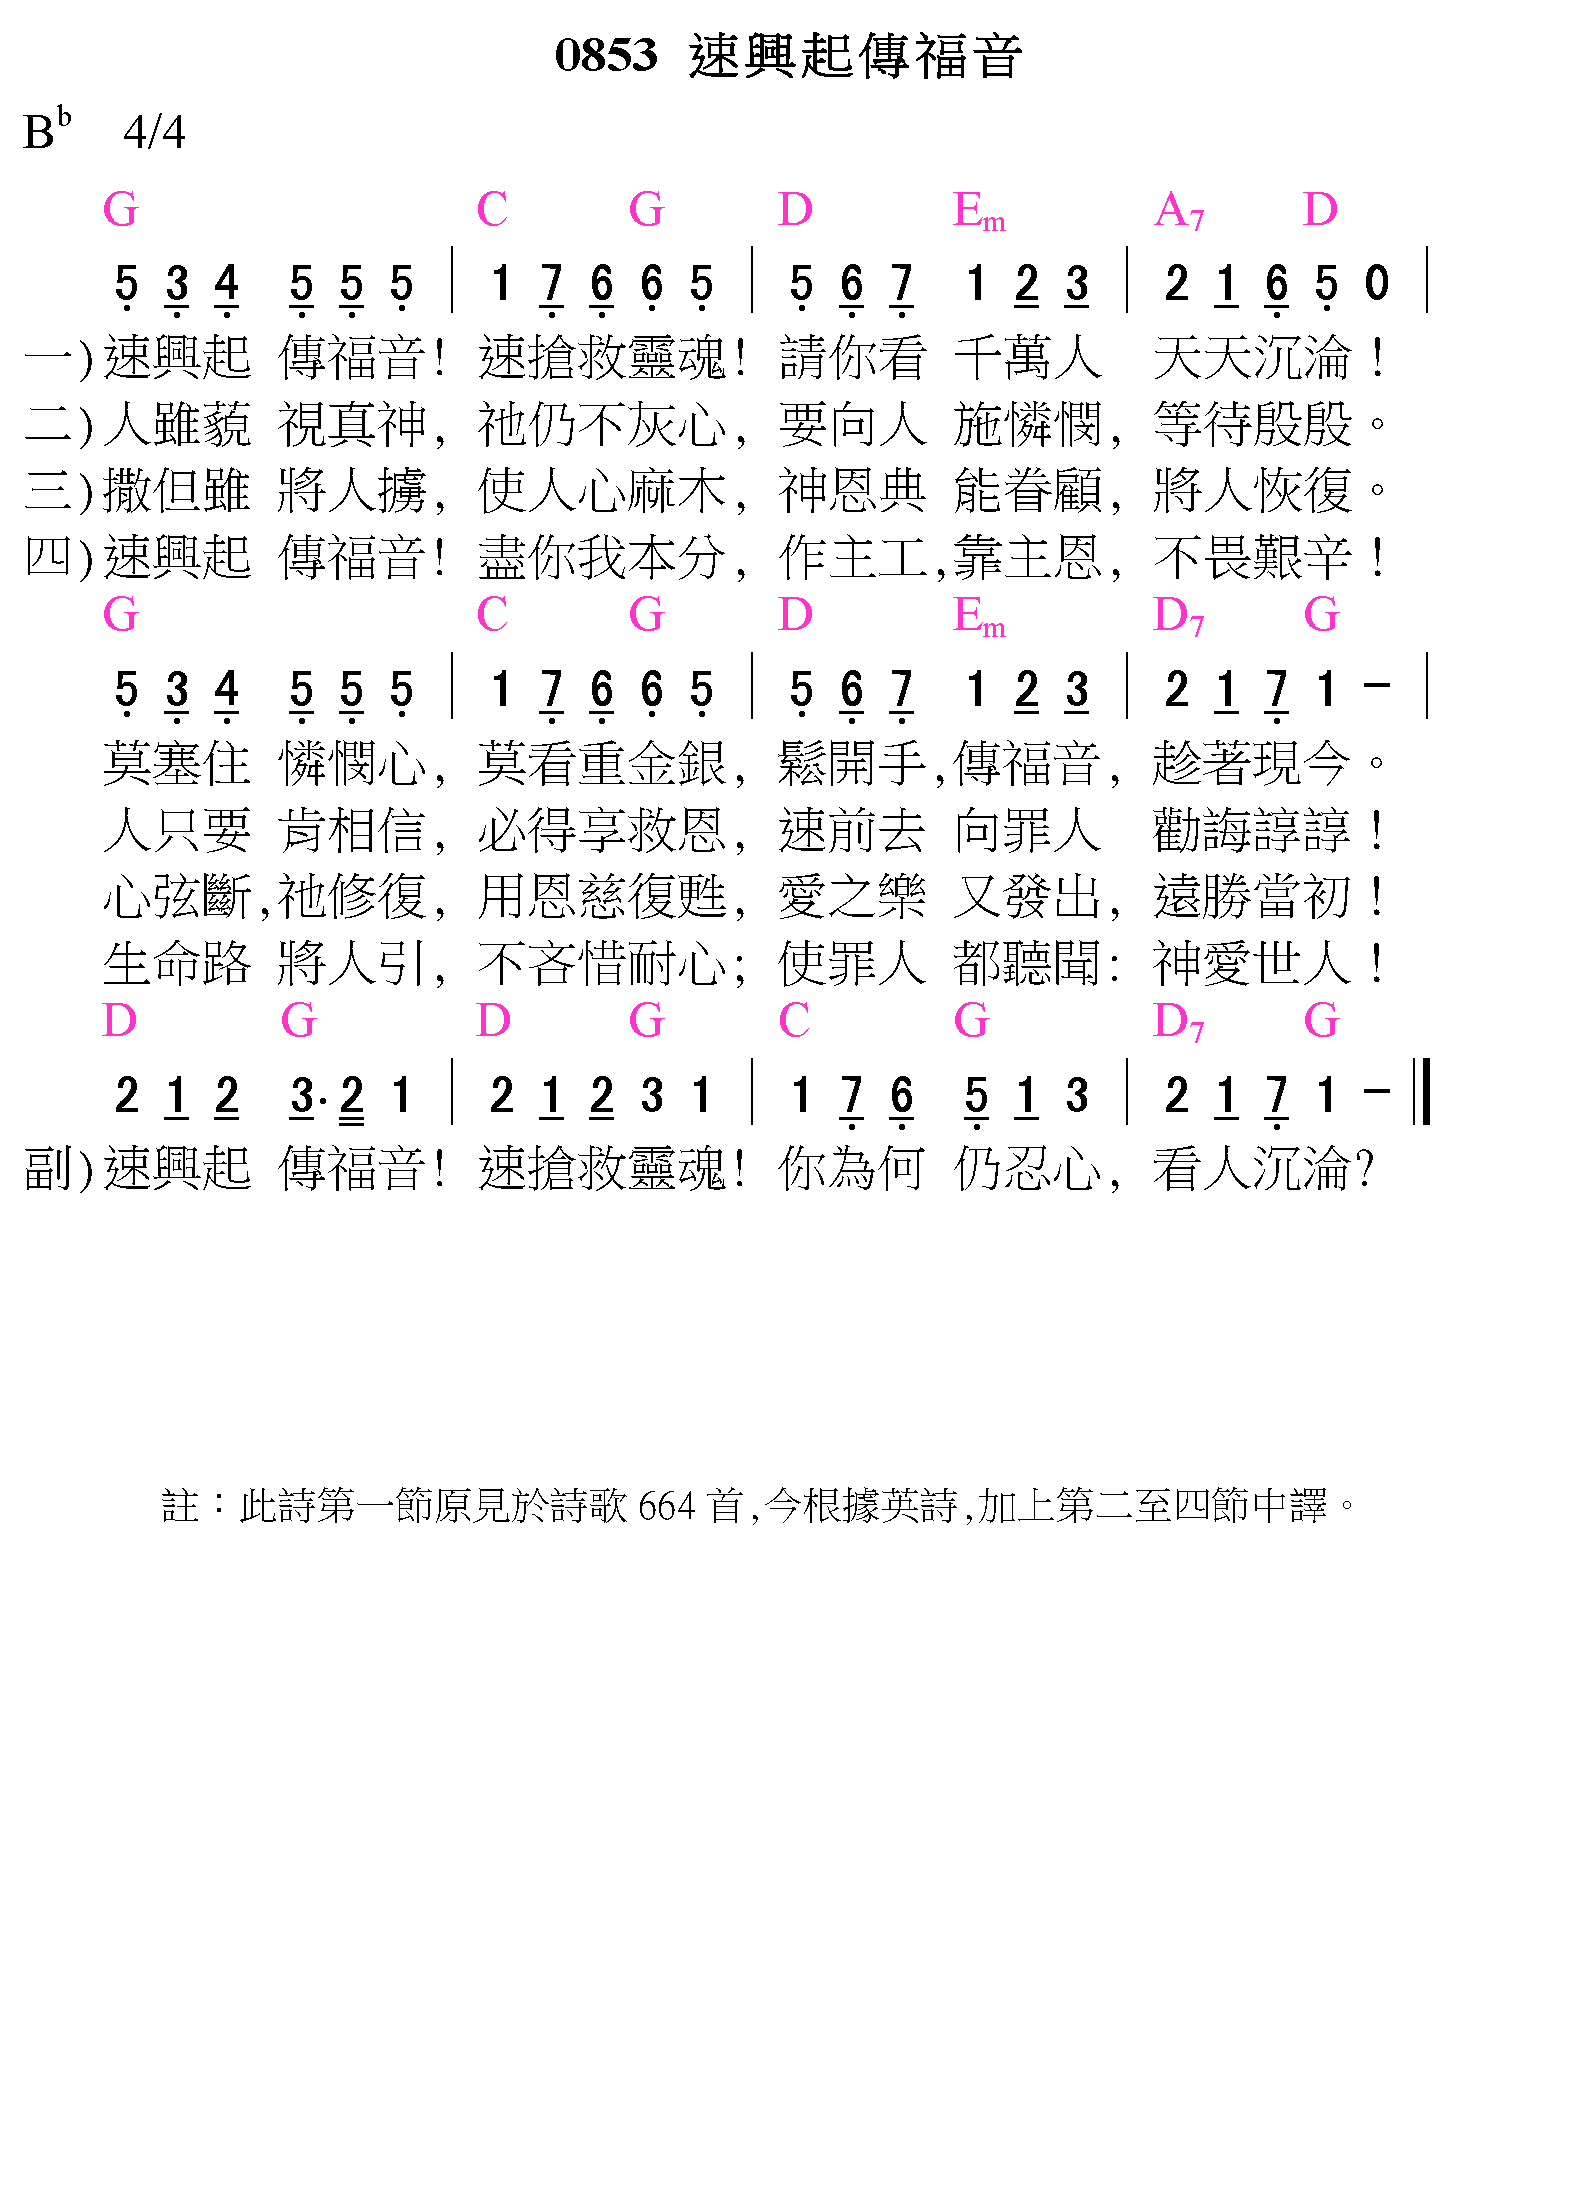 0853 速興起傳福音
Bb 4/4
G C G D Em A7 D
5 3 4 5 5 5 | 1 7 6 6 5 | 5 6 7 1 2 3 | 2 1 6 5 0 |
一)速興起 傳福音! 速搶救靈魂! 請你看 千萬人 天天沉淪!
二)人雖藐 視真神, 祂仍不灰心, 要向人 施憐憫, 等待殷殷。
三)撒但雖 將人擄, 使人心麻木, 神恩典 能眷顧, 將人恢復。
四)速興起 傳福音! 盡你我本分, 作主工,靠主恩, 不畏艱辛!
G C G D Em D7 G
5 3 4 5 5 5 | 1 7 6 6 5 | 5 6 7 1 2 3 | 2 1 7 1 – |
莫塞住 憐憫心, 莫看重金銀, 鬆開手,傳福音, 趁著現今。
人只要 肯相信, 必得享救恩, 速前去 向罪人 勸誨諄諄!
心弦斷,祂修復, 用恩慈復甦, 愛之樂 又發出, 遠勝當初!
生命路 將人引, 不吝惜耐心; 使罪人 都聽聞: 神愛世人!
D G D G C G D7 G
2 1 2 3· 2 1 | 2 1 2 3 1 | 1 7 6 5 1 3 | 2 1 7 1 – ‖
副)速興起 傳福音! 速搶救靈魂! 你為何 仍忍心, 看人沉淪?
註：此詩第一節原見於詩歌 664 首,今根據英詩,加上第二至四節中譯。